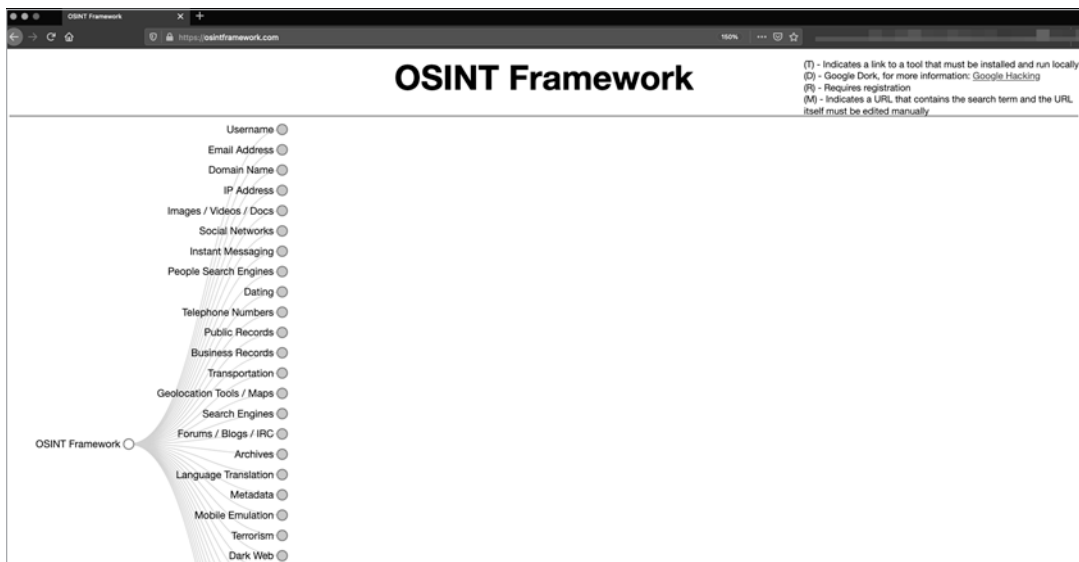 OSINT Framework
https://osintframework.com
150%
OSINT Framework
(T) - Indicates a link to a tool that must be installed and run locally
(D) - Google Dork, for more information: Google Hacking
(R) - Requires registration
(M) - Indicates a URL that contains the search term and the URL
itself must be edited manually
Username
Email Address
Domain Name
IP Address
Images / Videos / Docs
Social Networks
Instant Messaging
People Search Engines
Dating
Telephone Numbers
Public Records
Business Records
Transportation
Geolocation Tools / Maps
Search Engines
Forums / Blogs / IRC
OSINT Framework
Archives
Language Translation
Metadata
Mobile Emulation
Terrorism
Dark Web